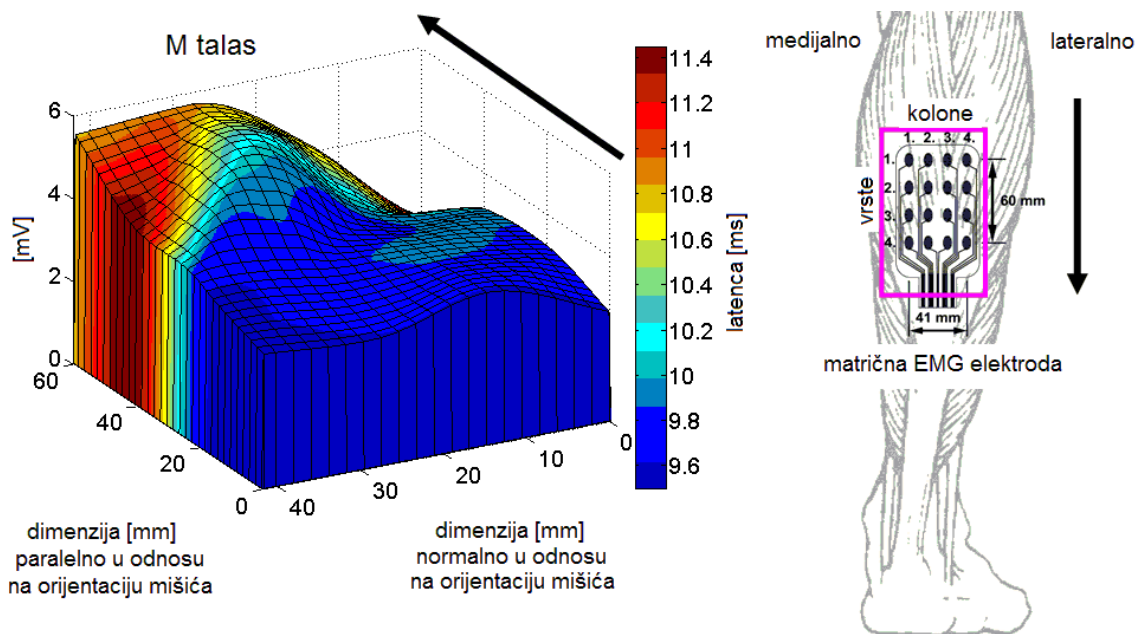 M talas
[mV]
6
4
2
0
60
40
20
0
40
30
20
10
0
dimenzija [mm]
paralelno u odnosu
na orijentaciju mišića
dimenzija [mm]
normalno u odnosu
na orijentaciju mišića
11.4
11.2
11
10.8
10.6
10.4
10.2
10
9.8
9.6
latenca [ms]
medijalno
lateralno
kolone
1. 2. 3. 4.
vrste
1.
2.
3.
4.
60 mm
41 mm
matrična EMG elektroda